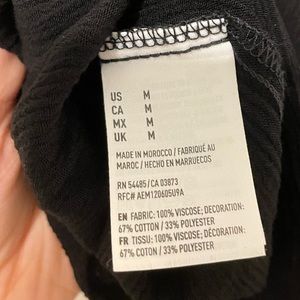 US M
CA M
MX M
UK M
MADE IN MOROCCO / FABRIQUÉ AU
MAROC / HECHO EN MARRUECOS
RN 54485/CA 03873
RFC# AEM120605U9A
EN FABRIC: 100% VISCOSE; DECORATION:
67% COTTON / 33% POLYESTER
FR TISSU: 100% VISCOSE; DECORATION:
67% COTON / 33% POLYESTER